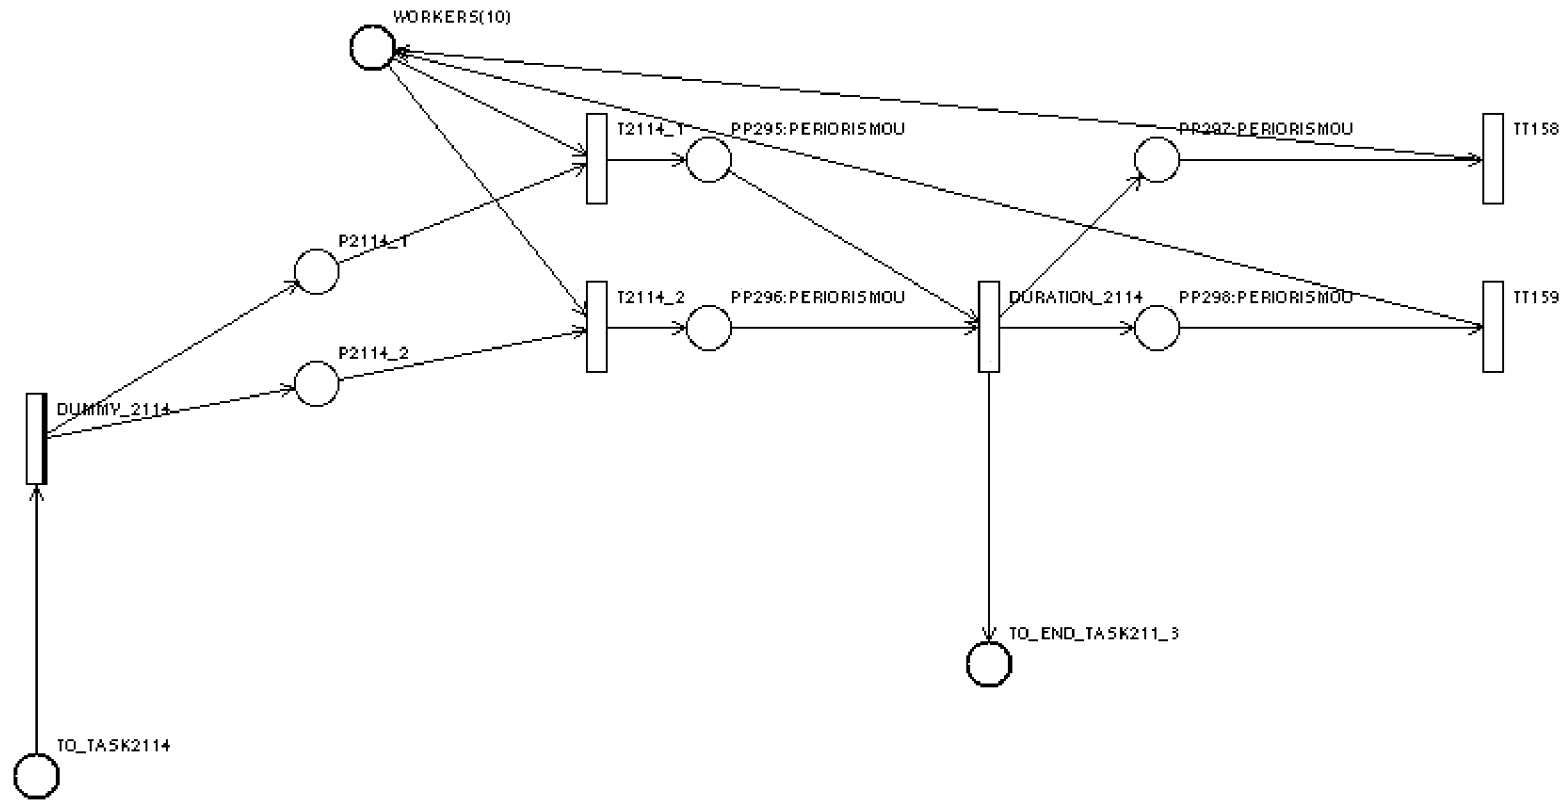 WORKERS(10)
T2114_1
PP295:PERIORISMOU
PP297:PERIORISMOU
TT158
P2114_1
T2114_2
PP296:PERIORISMOU
DURATION_2114
PP298:PERIORISMOU
TT159
P2114_2
DUMMY_2114
TO_END_TASK211_3
TO_TASK2114